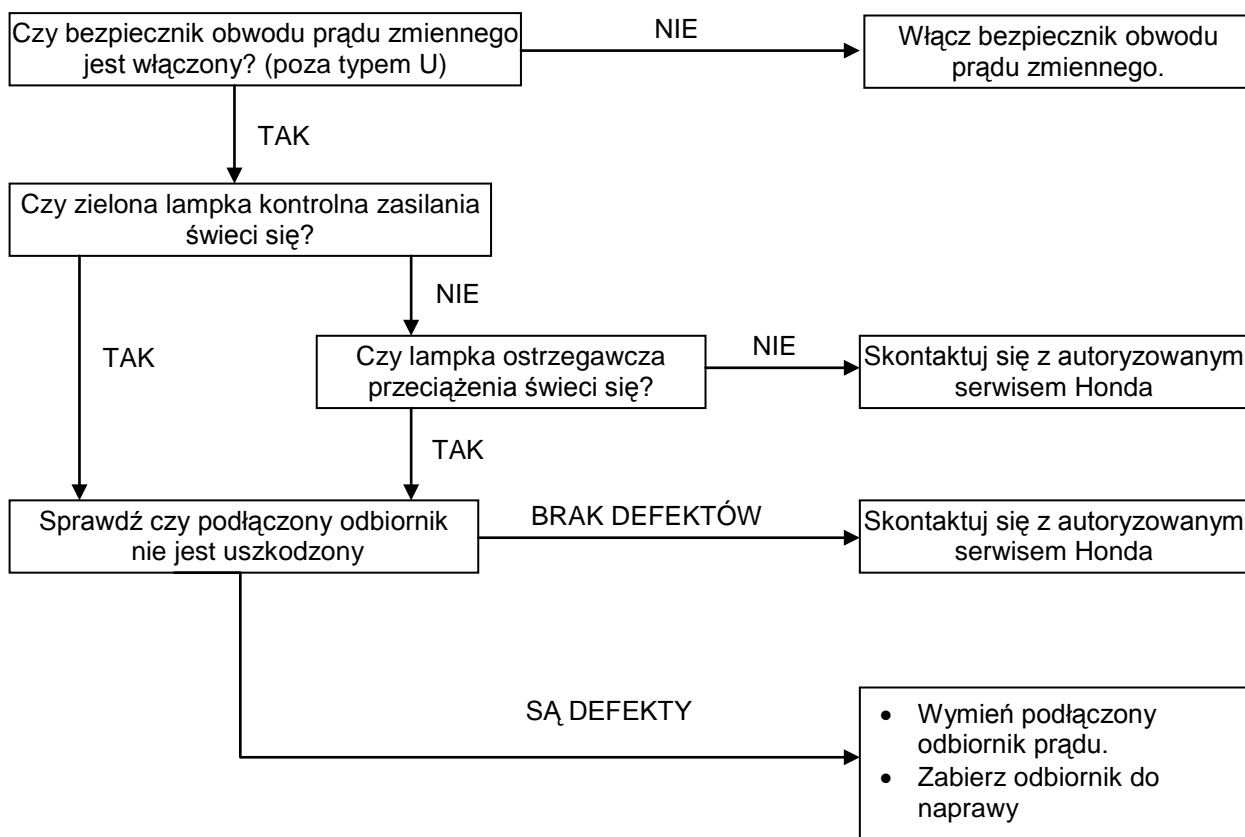 Czy bezpiecznik obwodu prądu zmiennego
jest włączony? (poza typem U)
NIE
Włącz bezpiecznik obwodu
prądu zmiennego.
TAK
Czy zielona lampka kontrolna zasilania
świeci się?
NIE
TAK
Czy lampka ostrzegawcza
przeciążenia świeci się?
NIE
Skontaktuj się z autoryzowanym
serwisem Honda
TAK
Sprawdź czy podłączony odbiornik
nie jest uszkodzony
BRAK DEFEKTÓW
Skontaktuj się z autoryzowanym
serwisem Honda
SĄ DEFEKTY
• Wymień podłączony
odbiornik prądu.
• Zabierz odbiornik do
naprawy